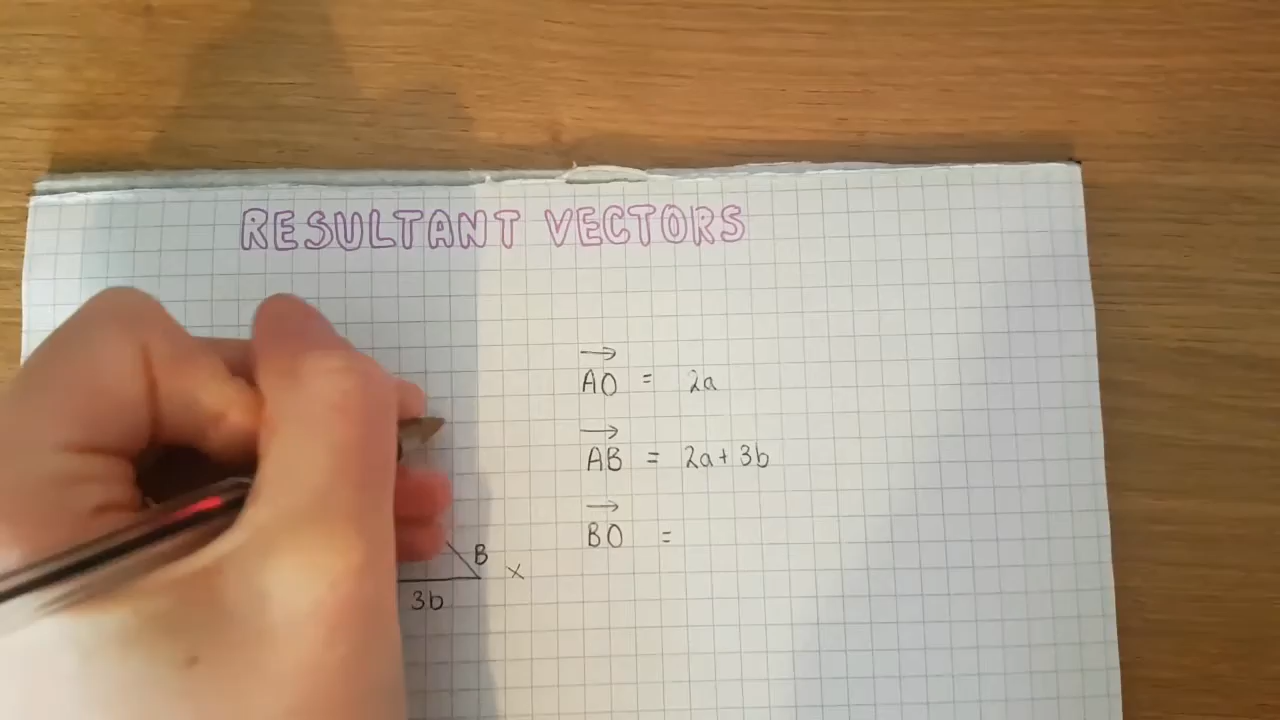 RESULTANT VECTORS
AO = 2a
AB = 2a + 3b
BO =
B
x
3b